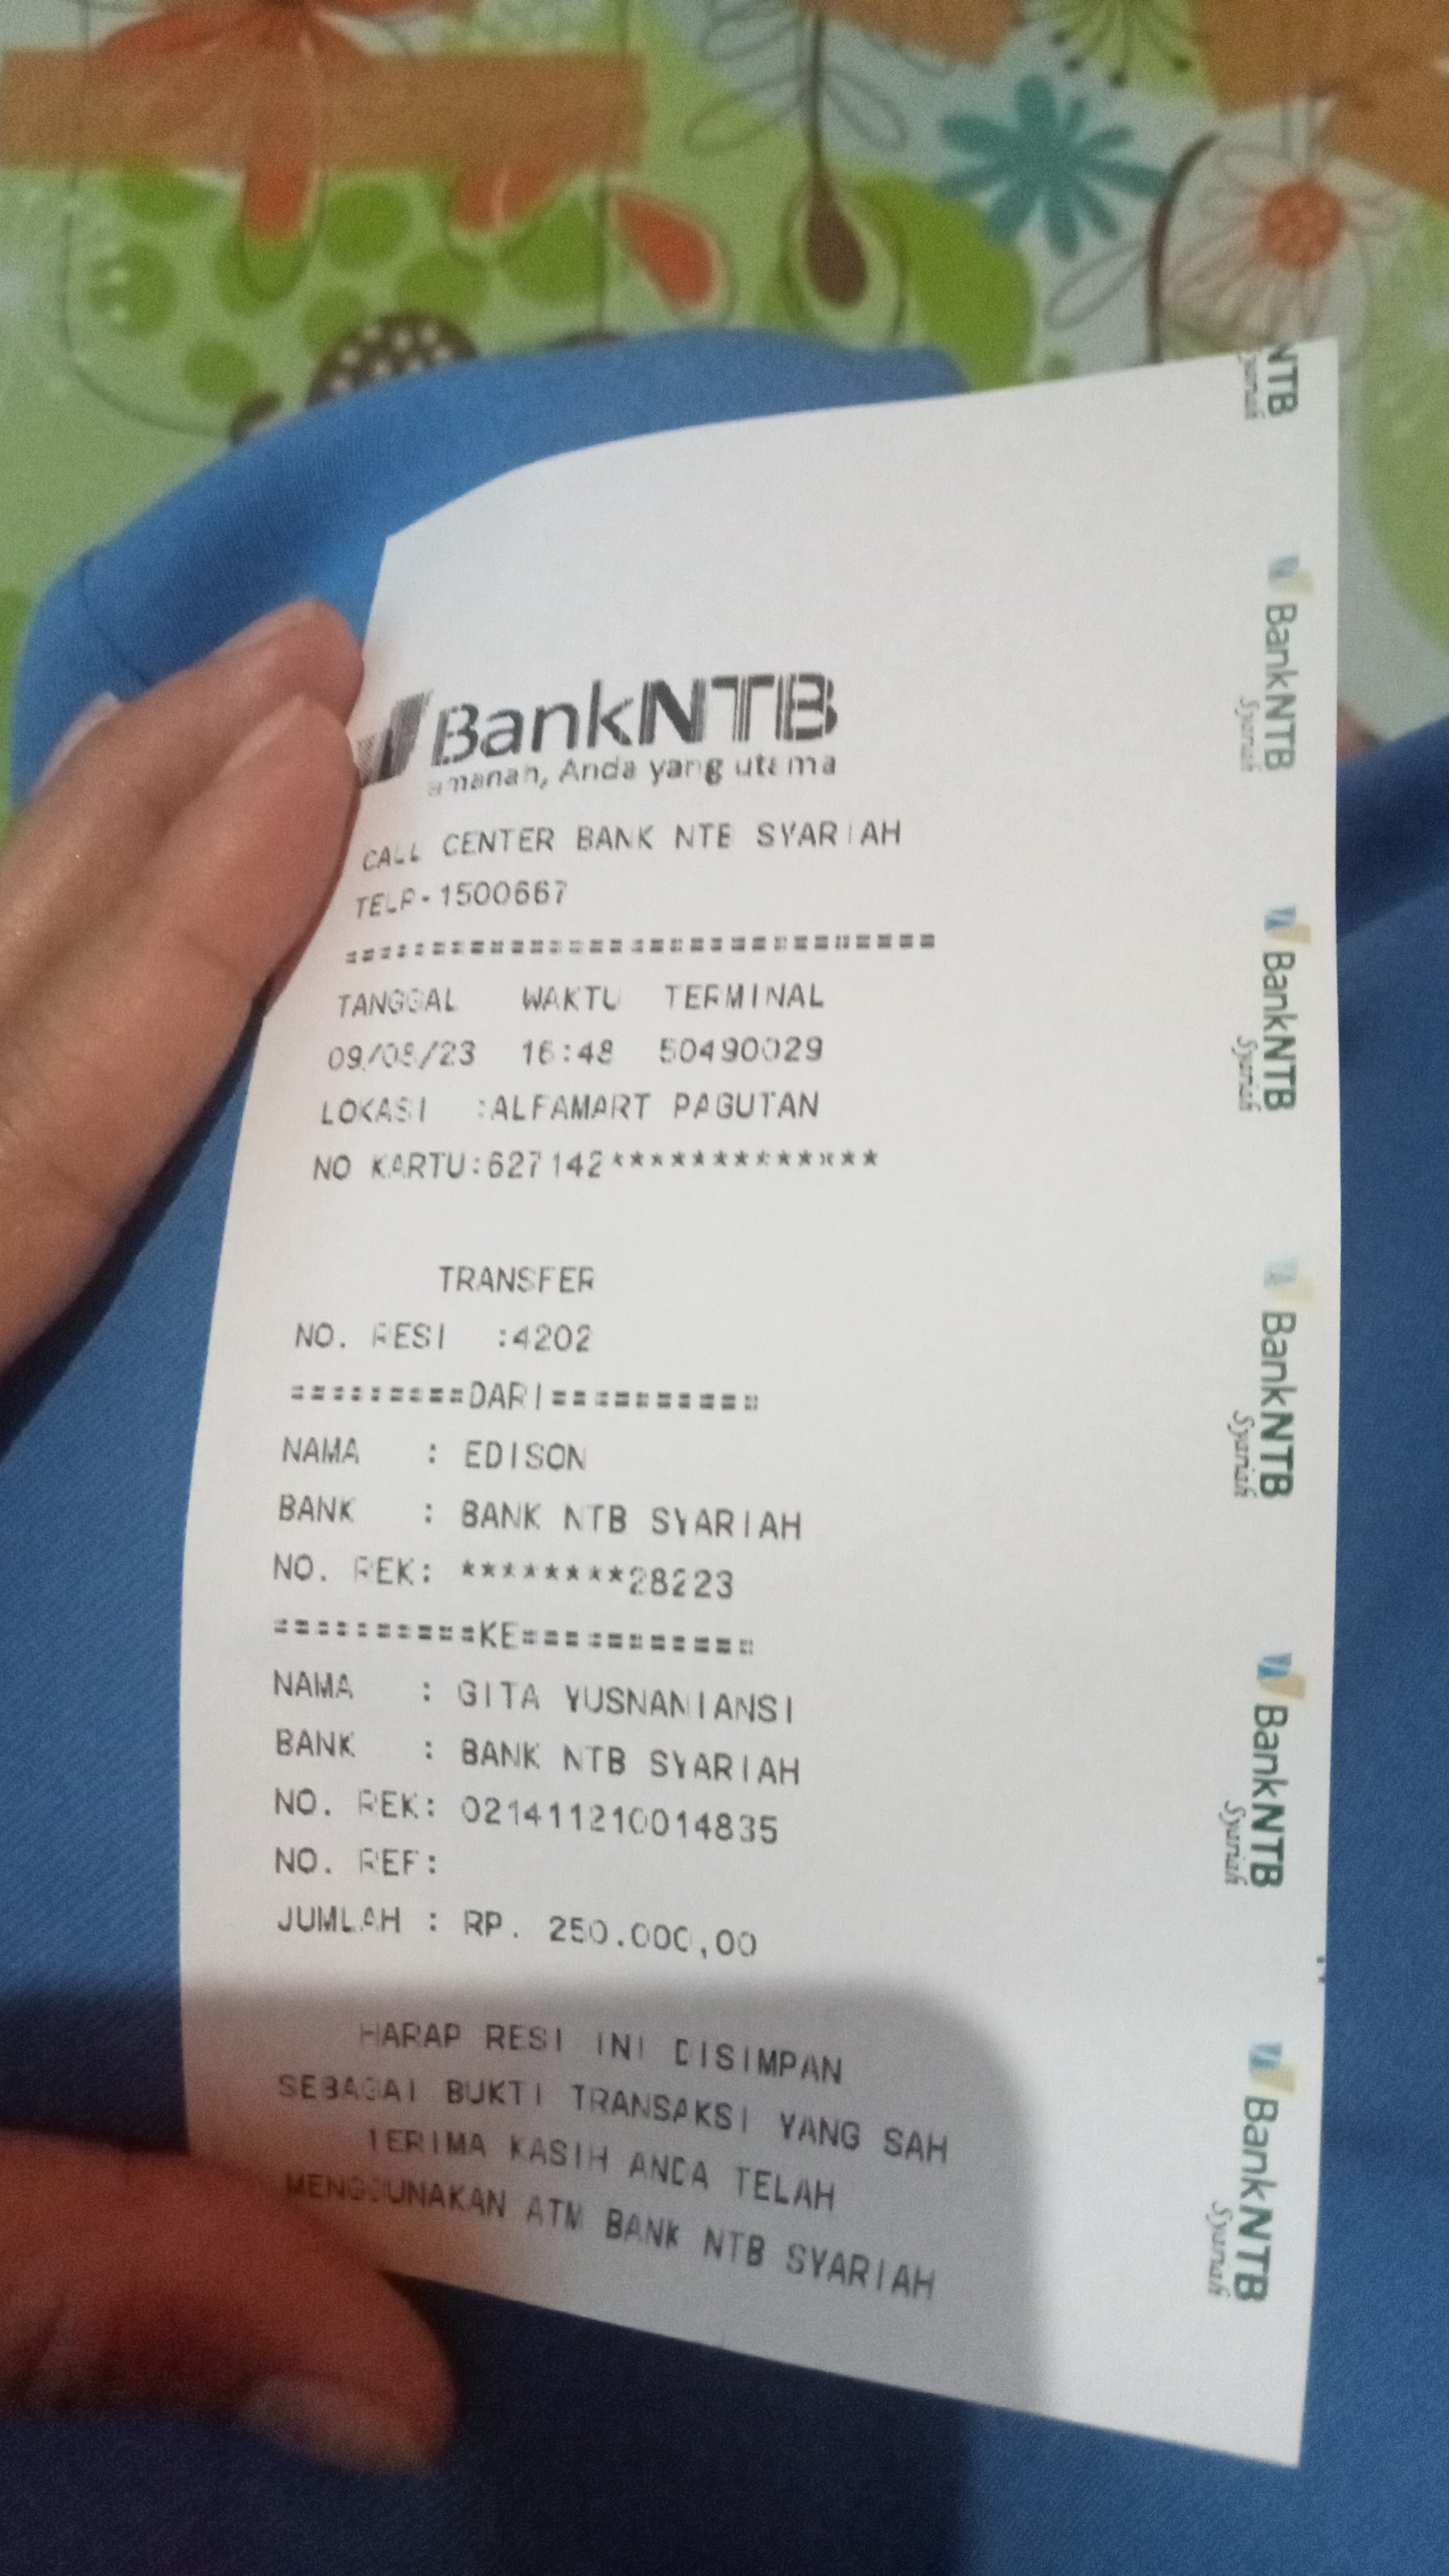 BankNTB
amanah, Anda yang utama
CALL CENTER BANK NTB SYARIAH
TELP-1500667
==============================
TANGGAL WAKTU TERMINAL
09/08/23 16:48 50490029
LOKASI :ALFAMART PAGUTAN
NO KARTU:627142*************
TRANSFER
NO. RESI :4202
=========DARI==========
NAMA : EDISON
BANK : BANK NTB SYARIAH
NO. REK: ********28223
==========KE===========
NAMA : GITA YUSNANIANSI
BANK : BANK NTB SYARIAH
NO. REK: 021411210014835
NO. REF:
JUMLAH : RP. 250.000,00
HARAP RESI INI DISIMPAN
SEBAGAI BUKTI TRANSAKSI YANG SAH
TERIMA KASIH ANDA TELAH
MENGGUNAKAN ATM BANK NTB SYARIAH
NTB
Syariah
BankNTB
Syariah
BankNTB
Syariah
BankNTB
Syariah
BankNTB
Syariah
BankNTB
Syariah